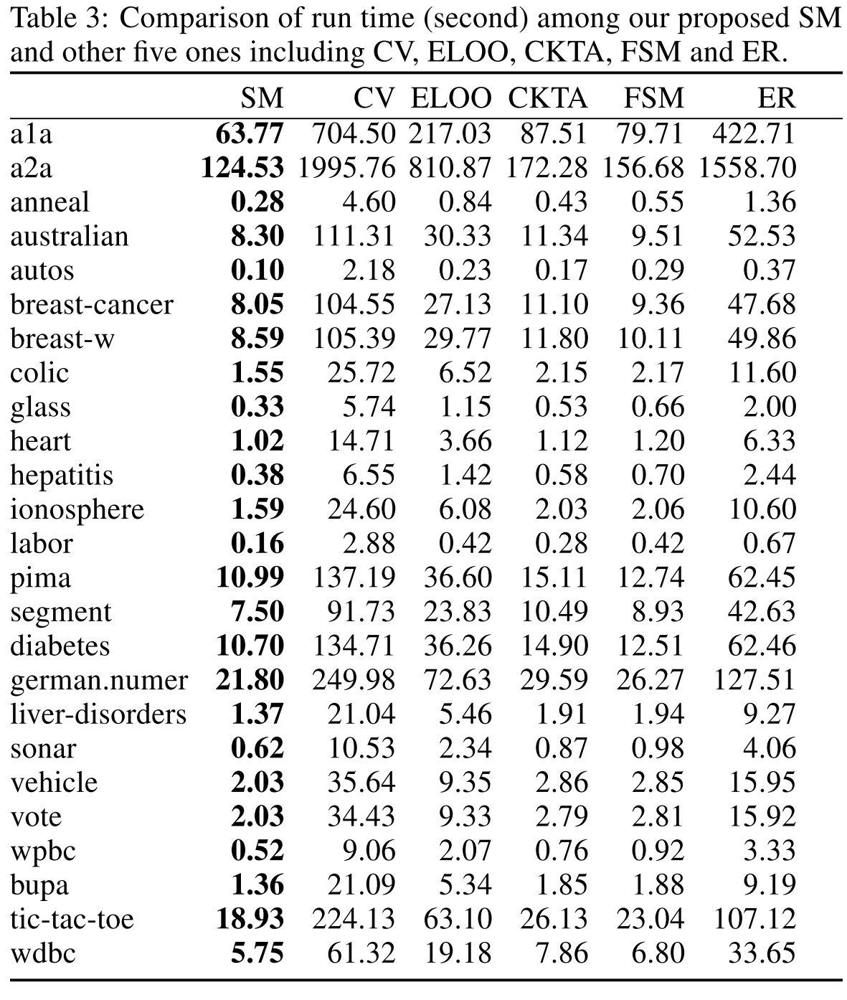 Table 3: Comparison of run time (second) among our proposed SM
and other five ones including CV, ELOO, CKTA, FSM and ER.
SM CV ELOO CKTA FSM ER
a1a 63.77 704.50 217.03 87.51 79.71 422.71
a2a 124.53 1995.76 810.87 172.28 156.68 1558.70
anneal 0.28 4.60 0.84 0.43 0.55 1.36
australian 8.30 111.31 30.33 11.34 9.51 52.53
autos 0.10 2.18 0.23 0.17 0.29 0.37
breast-cancer 8.05 104.55 27.13 11.10 9.36 47.68
breast-w 8.59 105.39 29.77 11.80 10.11 49.86
colic 1.55 25.72 6.52 2.15 2.17 11.60
glass 0.33 5.74 1.15 0.53 0.66 2.00
heart 1.02 14.71 3.66 1.12 1.20 6.33
hepatitis 0.38 6.55 1.42 0.58 0.70 2.44
ionosphere 1.59 24.60 6.08 2.03 2.06 10.60
labor 0.16 2.88 0.42 0.28 0.42 0.67
pima 10.99 137.19 36.60 15.11 12.74 62.45
segment 7.50 91.73 23.83 10.49 8.93 42.63
diabetes 10.70 134.71 36.26 14.90 12.51 62.46
german.numer 21.80 249.98 72.63 29.59 26.27 127.51
liver-disorders 1.37 21.04 5.46 1.91 1.94 9.27
sonar 0.62 10.53 2.34 0.87 0.98 4.06
vehicle 2.03 35.64 9.35 2.86 2.85 15.95
vote 2.03 34.43 9.33 2.79 2.81 15.92
wpbc 0.52 9.06 2.07 0.76 0.92 3.33
bupa 1.36 21.09 5.34 1.85 1.88 9.19
tic-tac-toe 18.93 224.13 63.10 26.13 23.04 107.12
wdbc 5.75 61.32 19.18 7.86 6.80 33.65